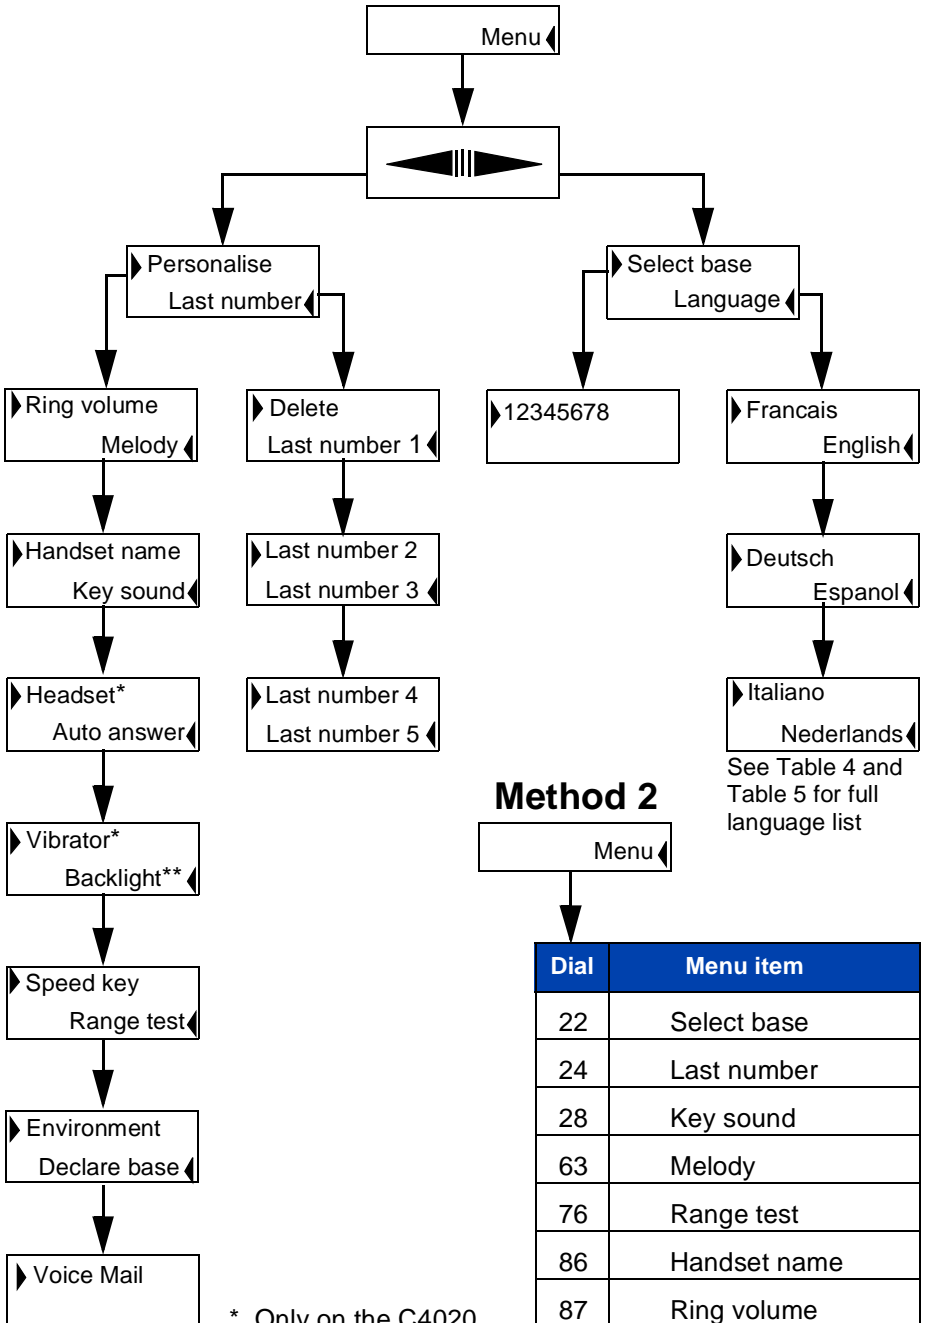 Menu
Personalise
Last number
Select base
Language
Ring volume
Melody
Delete
Last number 1
12345678
Francais
English
Handset name
Key sound
Last number 2
Last number 3
Deutsch
Espanol
Headset*
Auto answer
Last number 4
Last number 5
Italiano
Nederlands
See Table 4 and
Table 5 for full
language list
Vibrator*
Backlight**
Speed key
Range test
Environment
Declare base
Voice Mail
* Only on the C4020
Method 2
Menu
Dial Menu item
22 Select base
24 Last number
28 Key sound
63 Melody
76 Range test
86 Handset name
87 Ring volume